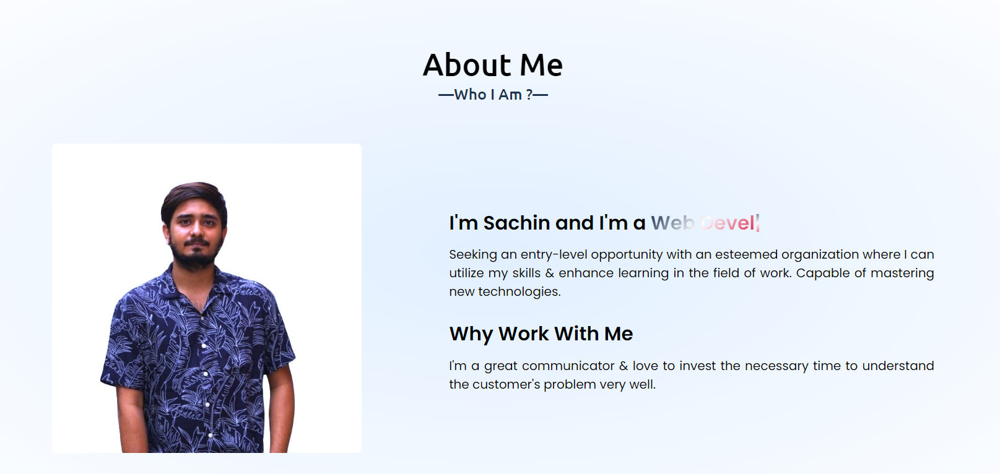 About Me
—Who I Am ?—
I'm Sachin and I'm a Web Devel|
Seeking an entry-level opportunity with an esteemed organization where I can
utilize my skills & enhance learning in the field of work. Capable of mastering
new technologies.
Why Work With Me
I'm a great communicator & love to invest the necessary time to understand
the customer's problem very well.